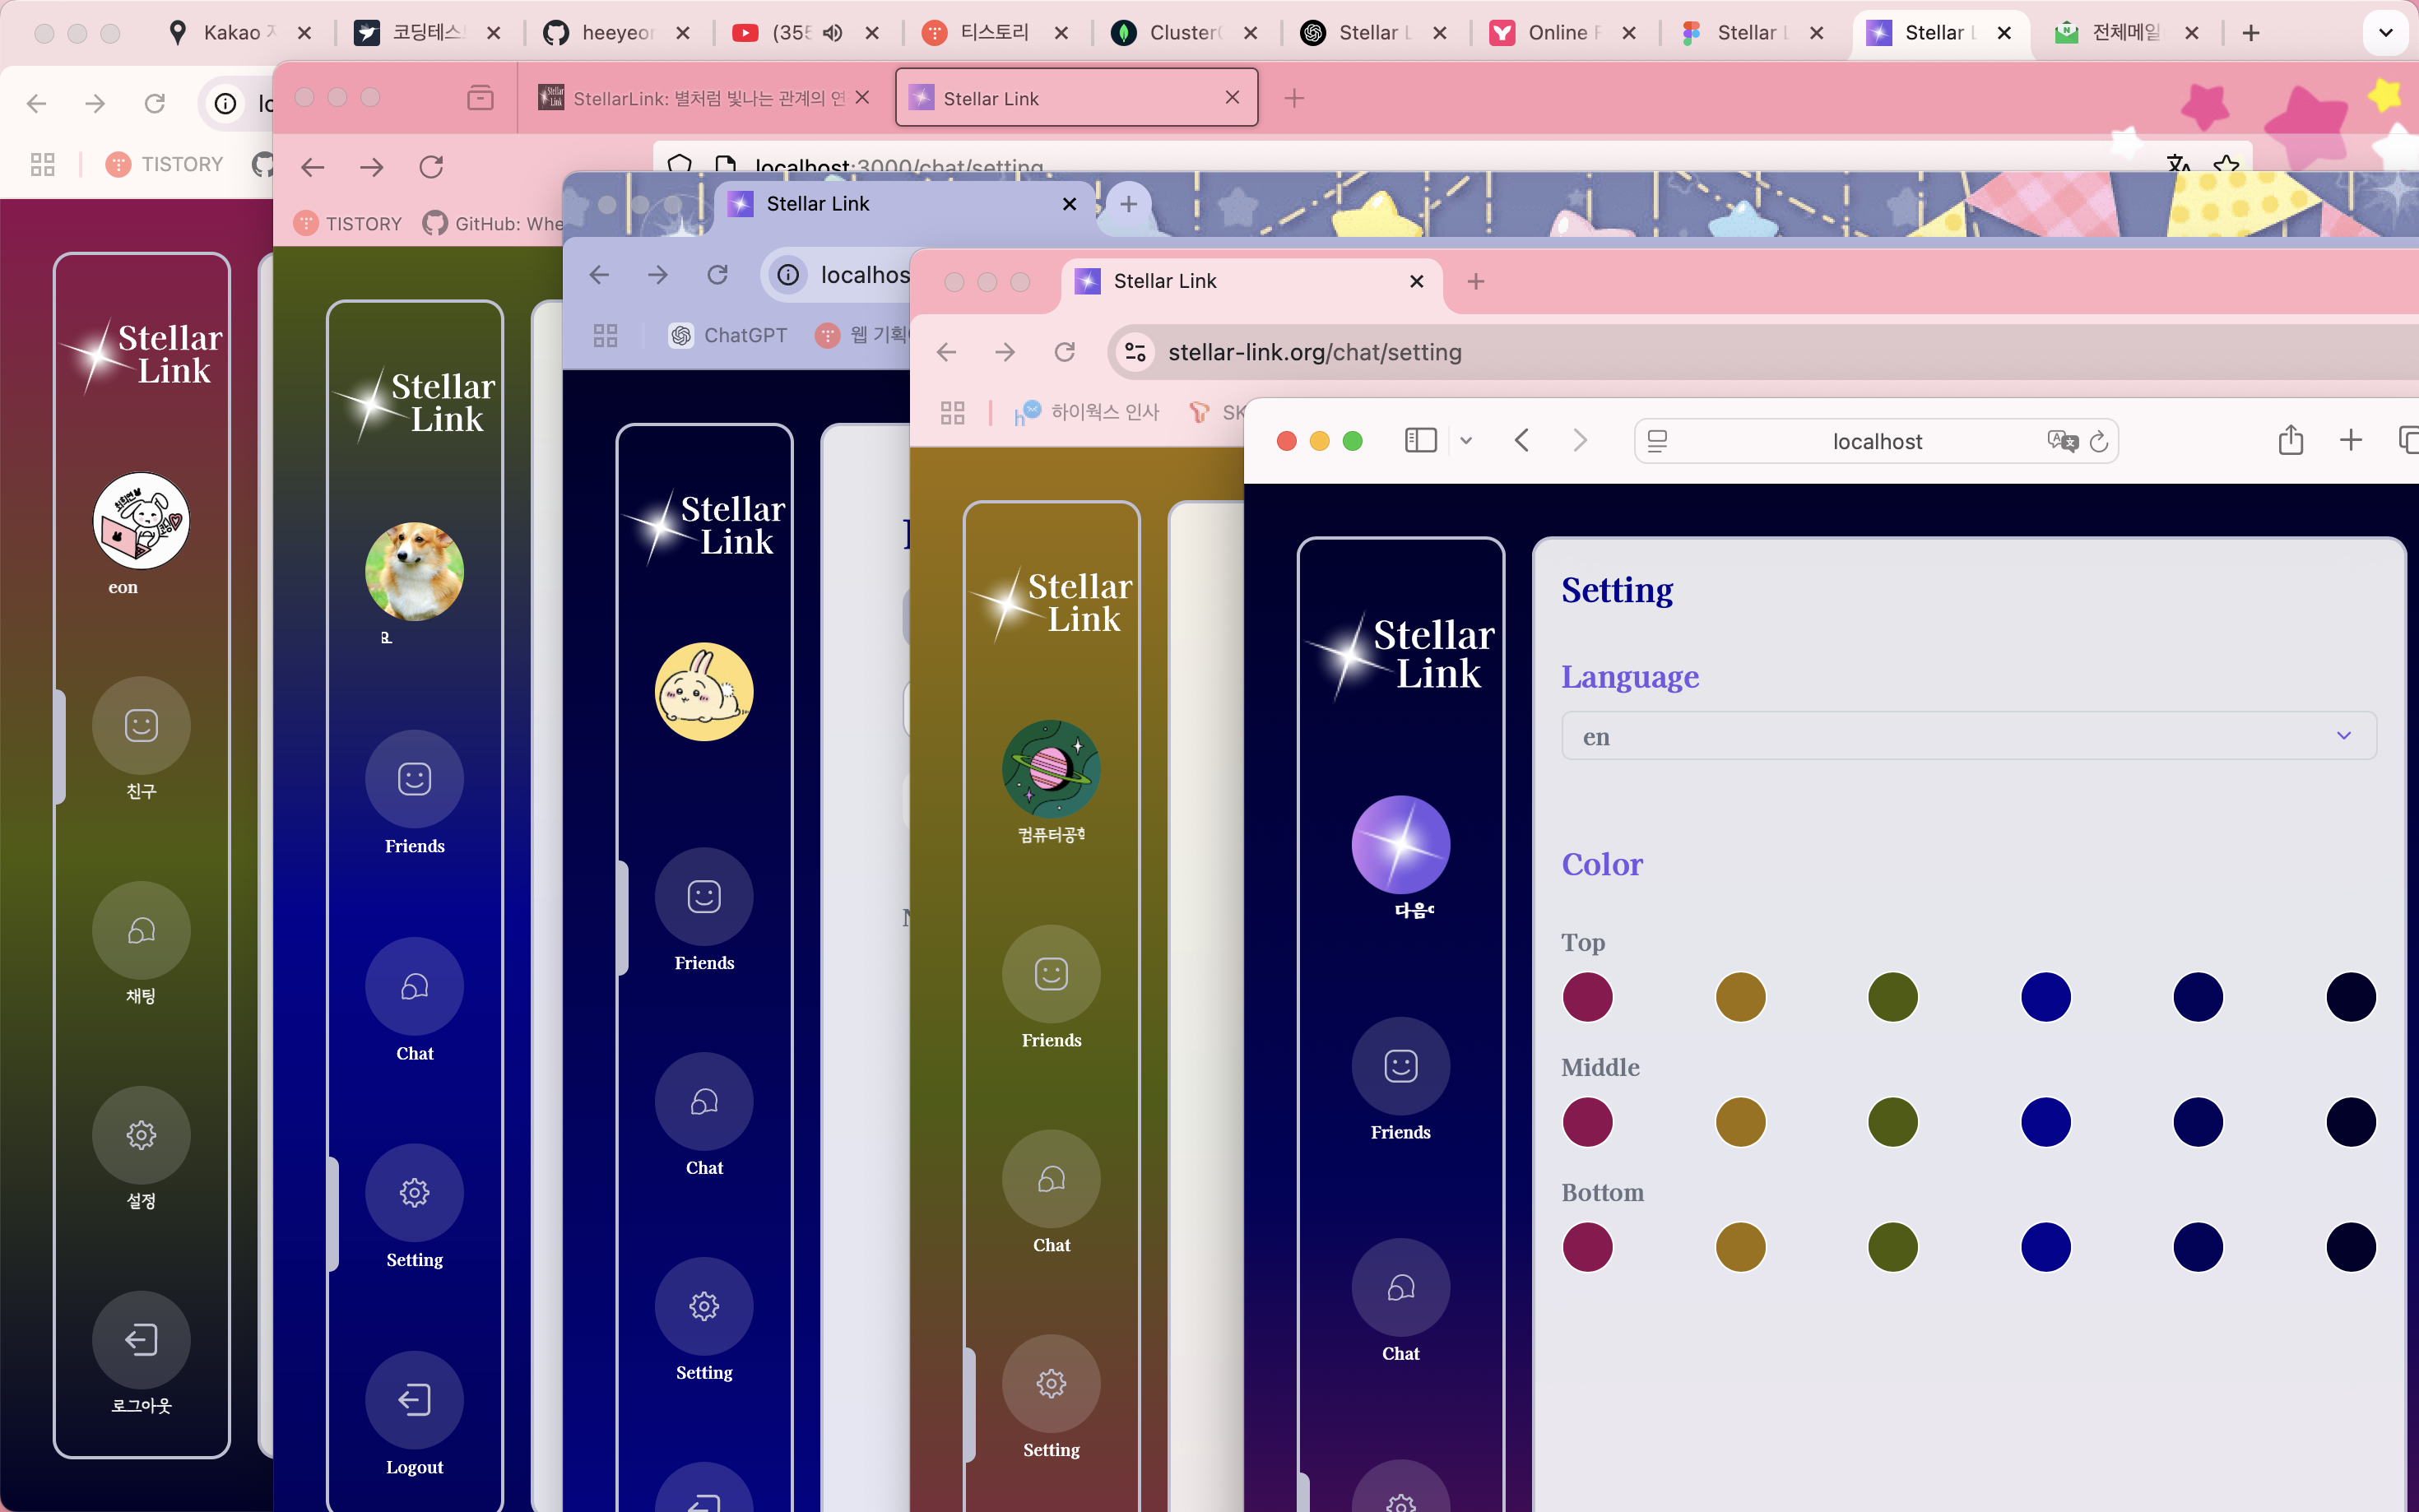 Kakao
코딩테스
heeyeor
(355
티스토리
Cluster
Stellar L
Online F
Stellar L
Stellar L
전체메일
TISTORY
StellarLink: 별처럼 빛나는 관계의 연
Stellar Link
localhost:3000/chat/setting
TISTORY
GitHub: Whe
Stellar Link
localhos
ChatGPT
웹 기획
Stellar Link
stellar-link.org/chat/setting
하이웍스 인사
SK
localhost
Stellar
Link
eon
친구
채팅
설정
로그아웃
Stellar
Link
Friends
Chat
Setting
Logout
Stellar
Link
Friends
Chat
Setting
Stellar
Link
컴퓨터공학
Friends
Chat
Setting
Stellar
Link
다음
Friends
Chat
Setting
Language
en
Color
Top
Middle
Bottom